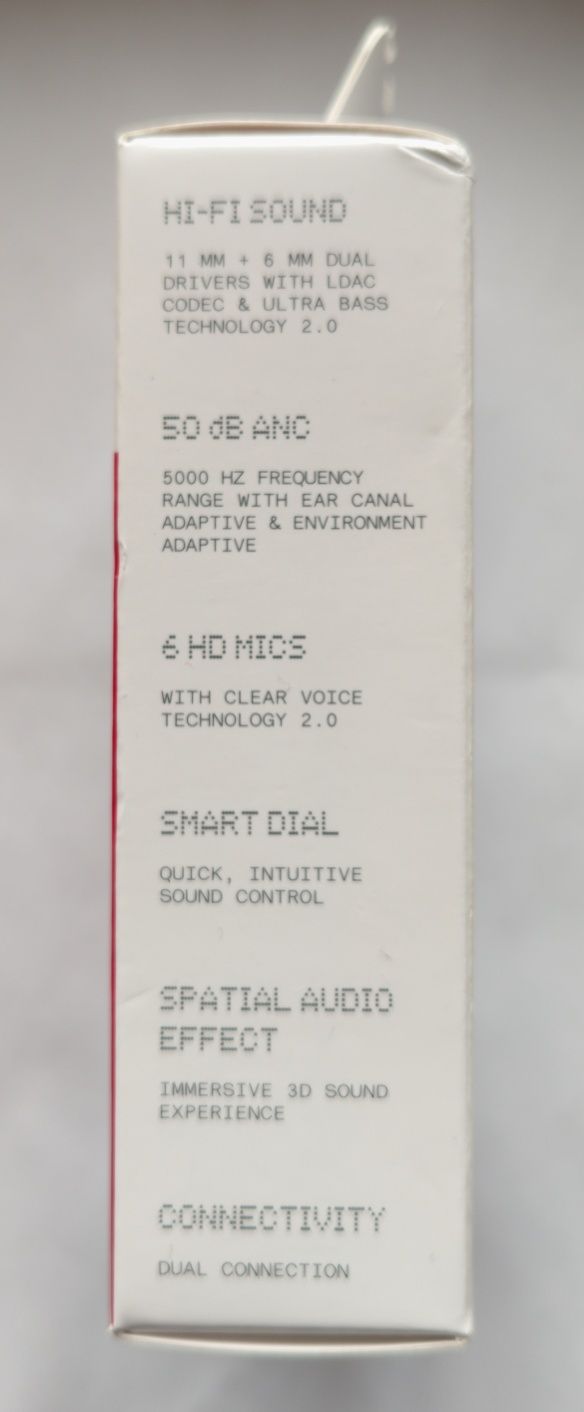 HI-FI SOUND
11 MM + 6 MM DUAL
DRIVERS WITH LDAC
CODEC & ULTRA BASS
TECHNOLOGY 2.0
50 dB ANC
5000 HZ FREQUENCY
RANGE WITH EAR CANAL
ADAPTIVE & ENVIRONMENT
ADAPTIVE
6 HD MICS
WITH CLEAR VOICE
TECHNOLOGY 2.0
SMART DIAL
QUICK, INTUITIVE
SOUND CONTROL
SPATIAL AUDIO
EFFECT
IMMERSIVE 3D SOUND
EXPERIENCE
CONNECTIVITY
DUAL CONNECTION